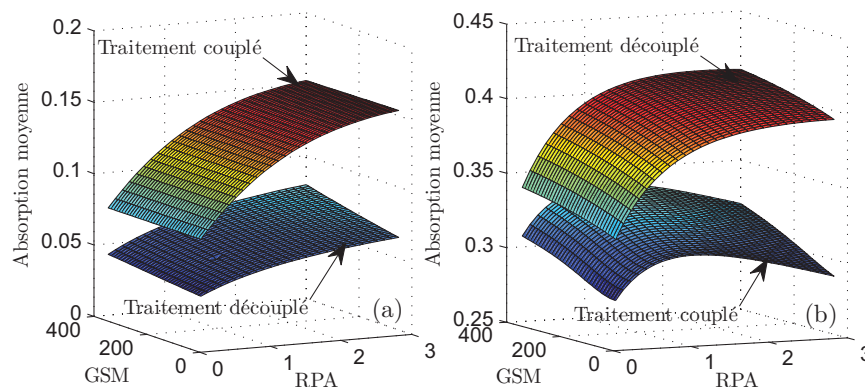 0.2
Traitement couplé
0.15
0.1
0.05
0
Absorption moyenne
Traitement découplé
(a)
400
200
0
GSM
0
1
2
3
RPA
0.45
Traitement découplé
0.4
0.35
0.3
0.25
Absorption moyenne
Traitement couplé
(b)
400
200
0
GSM
0
1
2
3
RPA